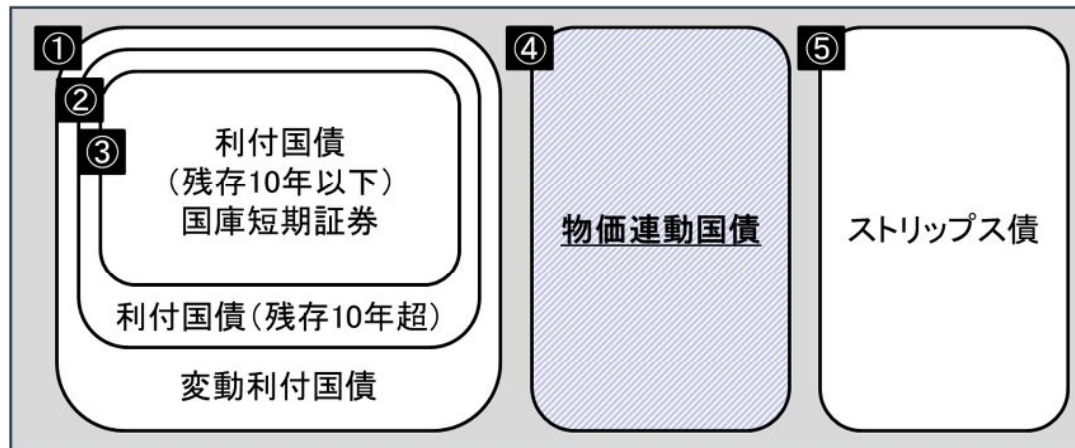 ①
②
③
利付国債
（残存10年以下）
国庫短期証券
利付国債（残存10年超）
変動利付国債
④
物価連動国債
⑤
ストリップス債